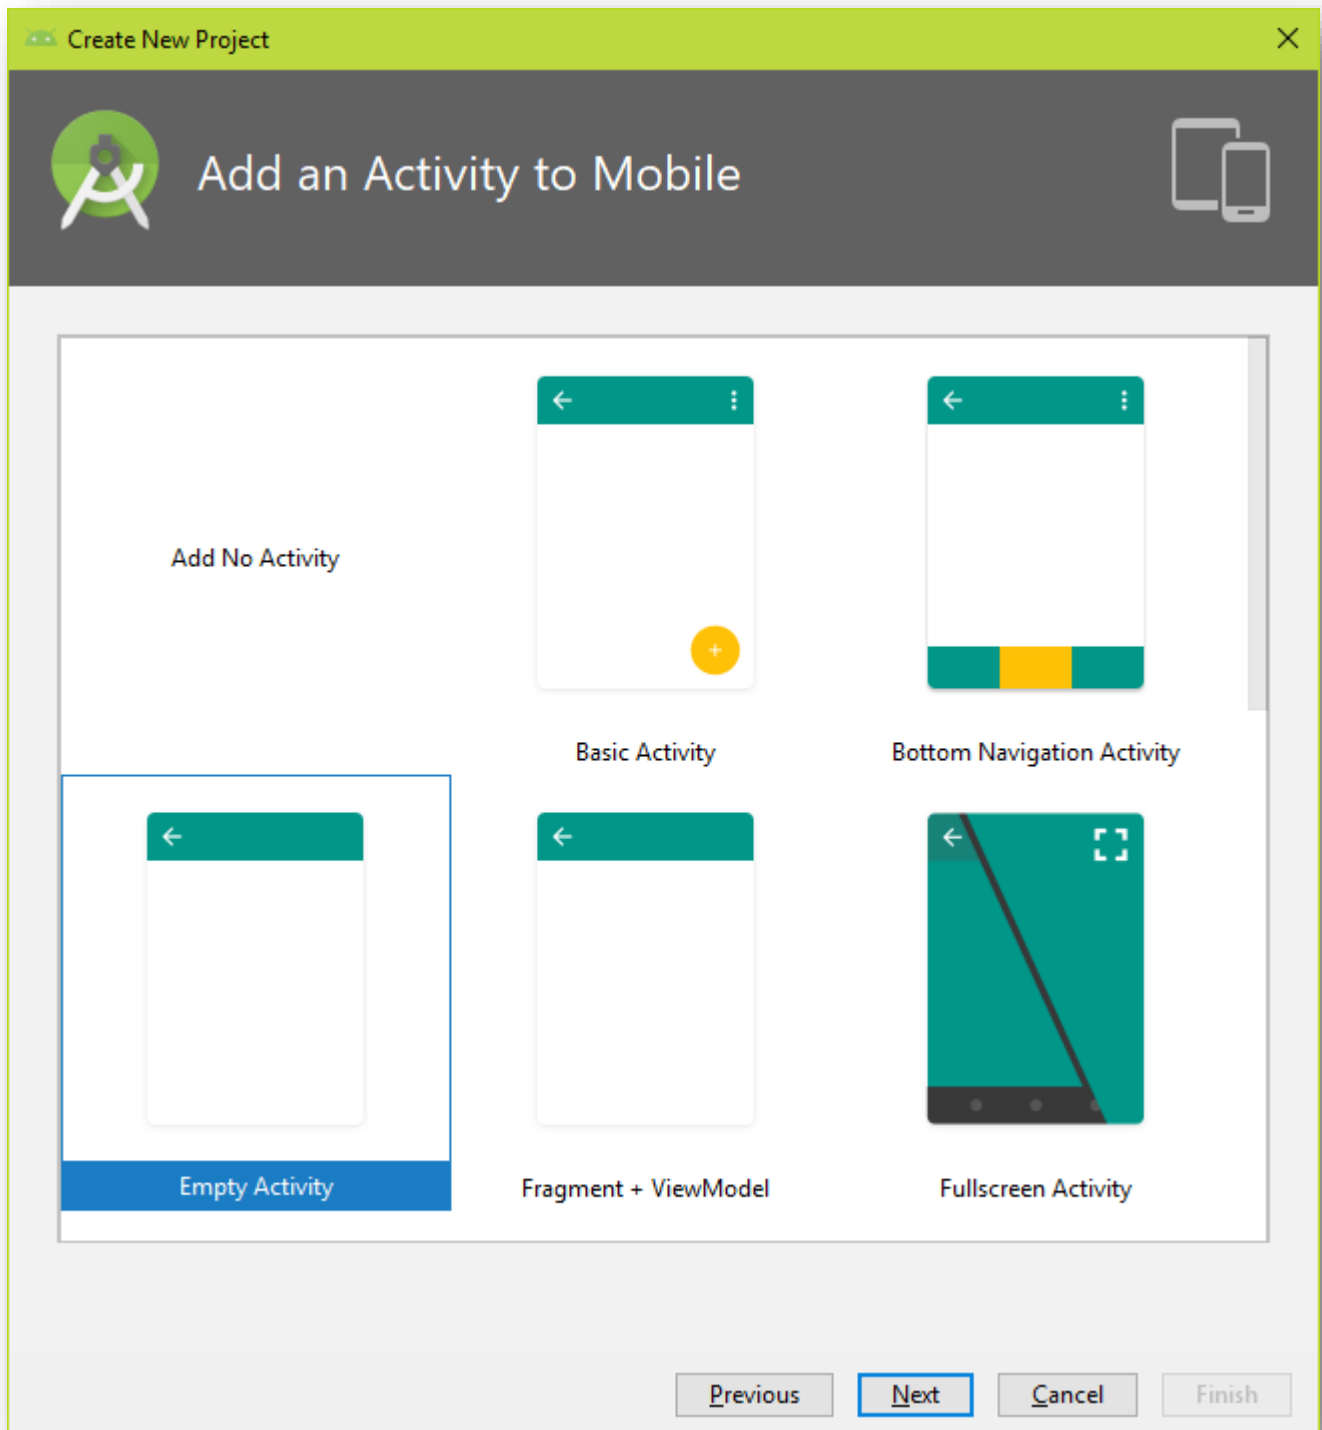 Create New Project
Add an Activity to Mobile
Add No Activity
Basic Activity
Bottom Navigation Activity
Empty Activity
Fragment + ViewModel
Fullscreen Activity
Previous
Next
Cancel
Finish